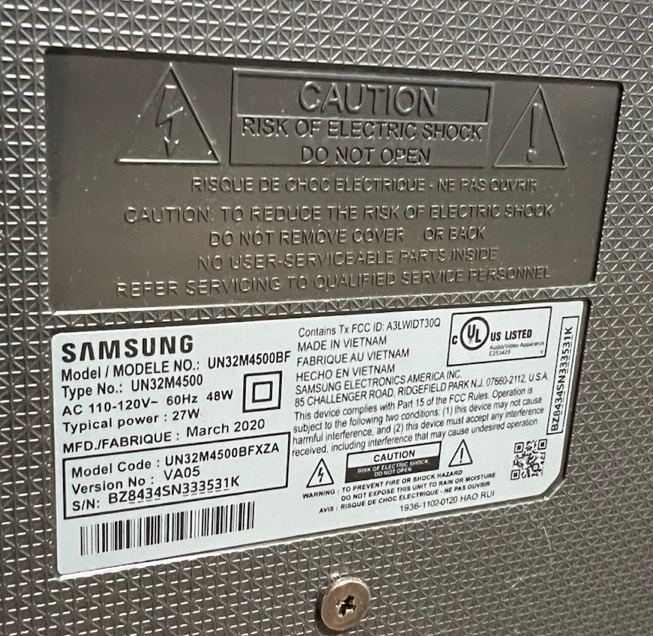 CAUTION
RISK OF ELECTRIC SHOCK
DO NOT OPEN
RISQUE DE CHOC ELECTRIQUE - NE PAS OUVRIR
CAUTION: TO REDUCE THE RISK OF ELECTRIC SHOCK
DO NOT REMOVE COVER OR BACK
NO USER-SERVICEABLE PARTS INSIDE
REFER SERVICING TO QUALIFIED SERVICE PERSONNEL
SAMSUNG
Model / MODELE NO.: UN32M4500BF
Type No.: UN32M4500
AC 110-120V~ 60Hz 48W
Typical power : 27W
MFD./FABRIQUE : March 2020
Model Code : UN32M4500BFXZA
Version No : VA05
S/N: BZ8434SN333531K
Contains Tx FCC ID: A3LWIDT30Q
MADE IN VIETNAM
FABRIQUE AU VIETNAM
HECHO EN VIETNAM
SAMSUNG ELECTRONICS AMERICA INC.
85 CHALLENGER ROAD, RIDGEFIELD PARK N.J. 07660-2112, U.S.A
This device complies with Part 15 of the FCC Rules. Operation is
subject to the following two conditions: (1) this device may not cause
harmful interference, and (2) this device must accept any interference
received, including interference that may cause undesired operation.
C UL US LISTED
Audio/Video Apparatus
E253429
BZ8434SN333531K
CAUTION
RISK OF ELECTRIC SHOCK
DO NOT OPEN
WARNING : TO PREVENT FIRE OR SHOCK HAZARD
DO NOT EXPOSE THIS UNIT TO RAIN OR MOISTURE
AVIS : RISQUE DE CHOC ELECTRIQUE - NE PAS OUVRIR
1936-1102-0120 HAO RUI